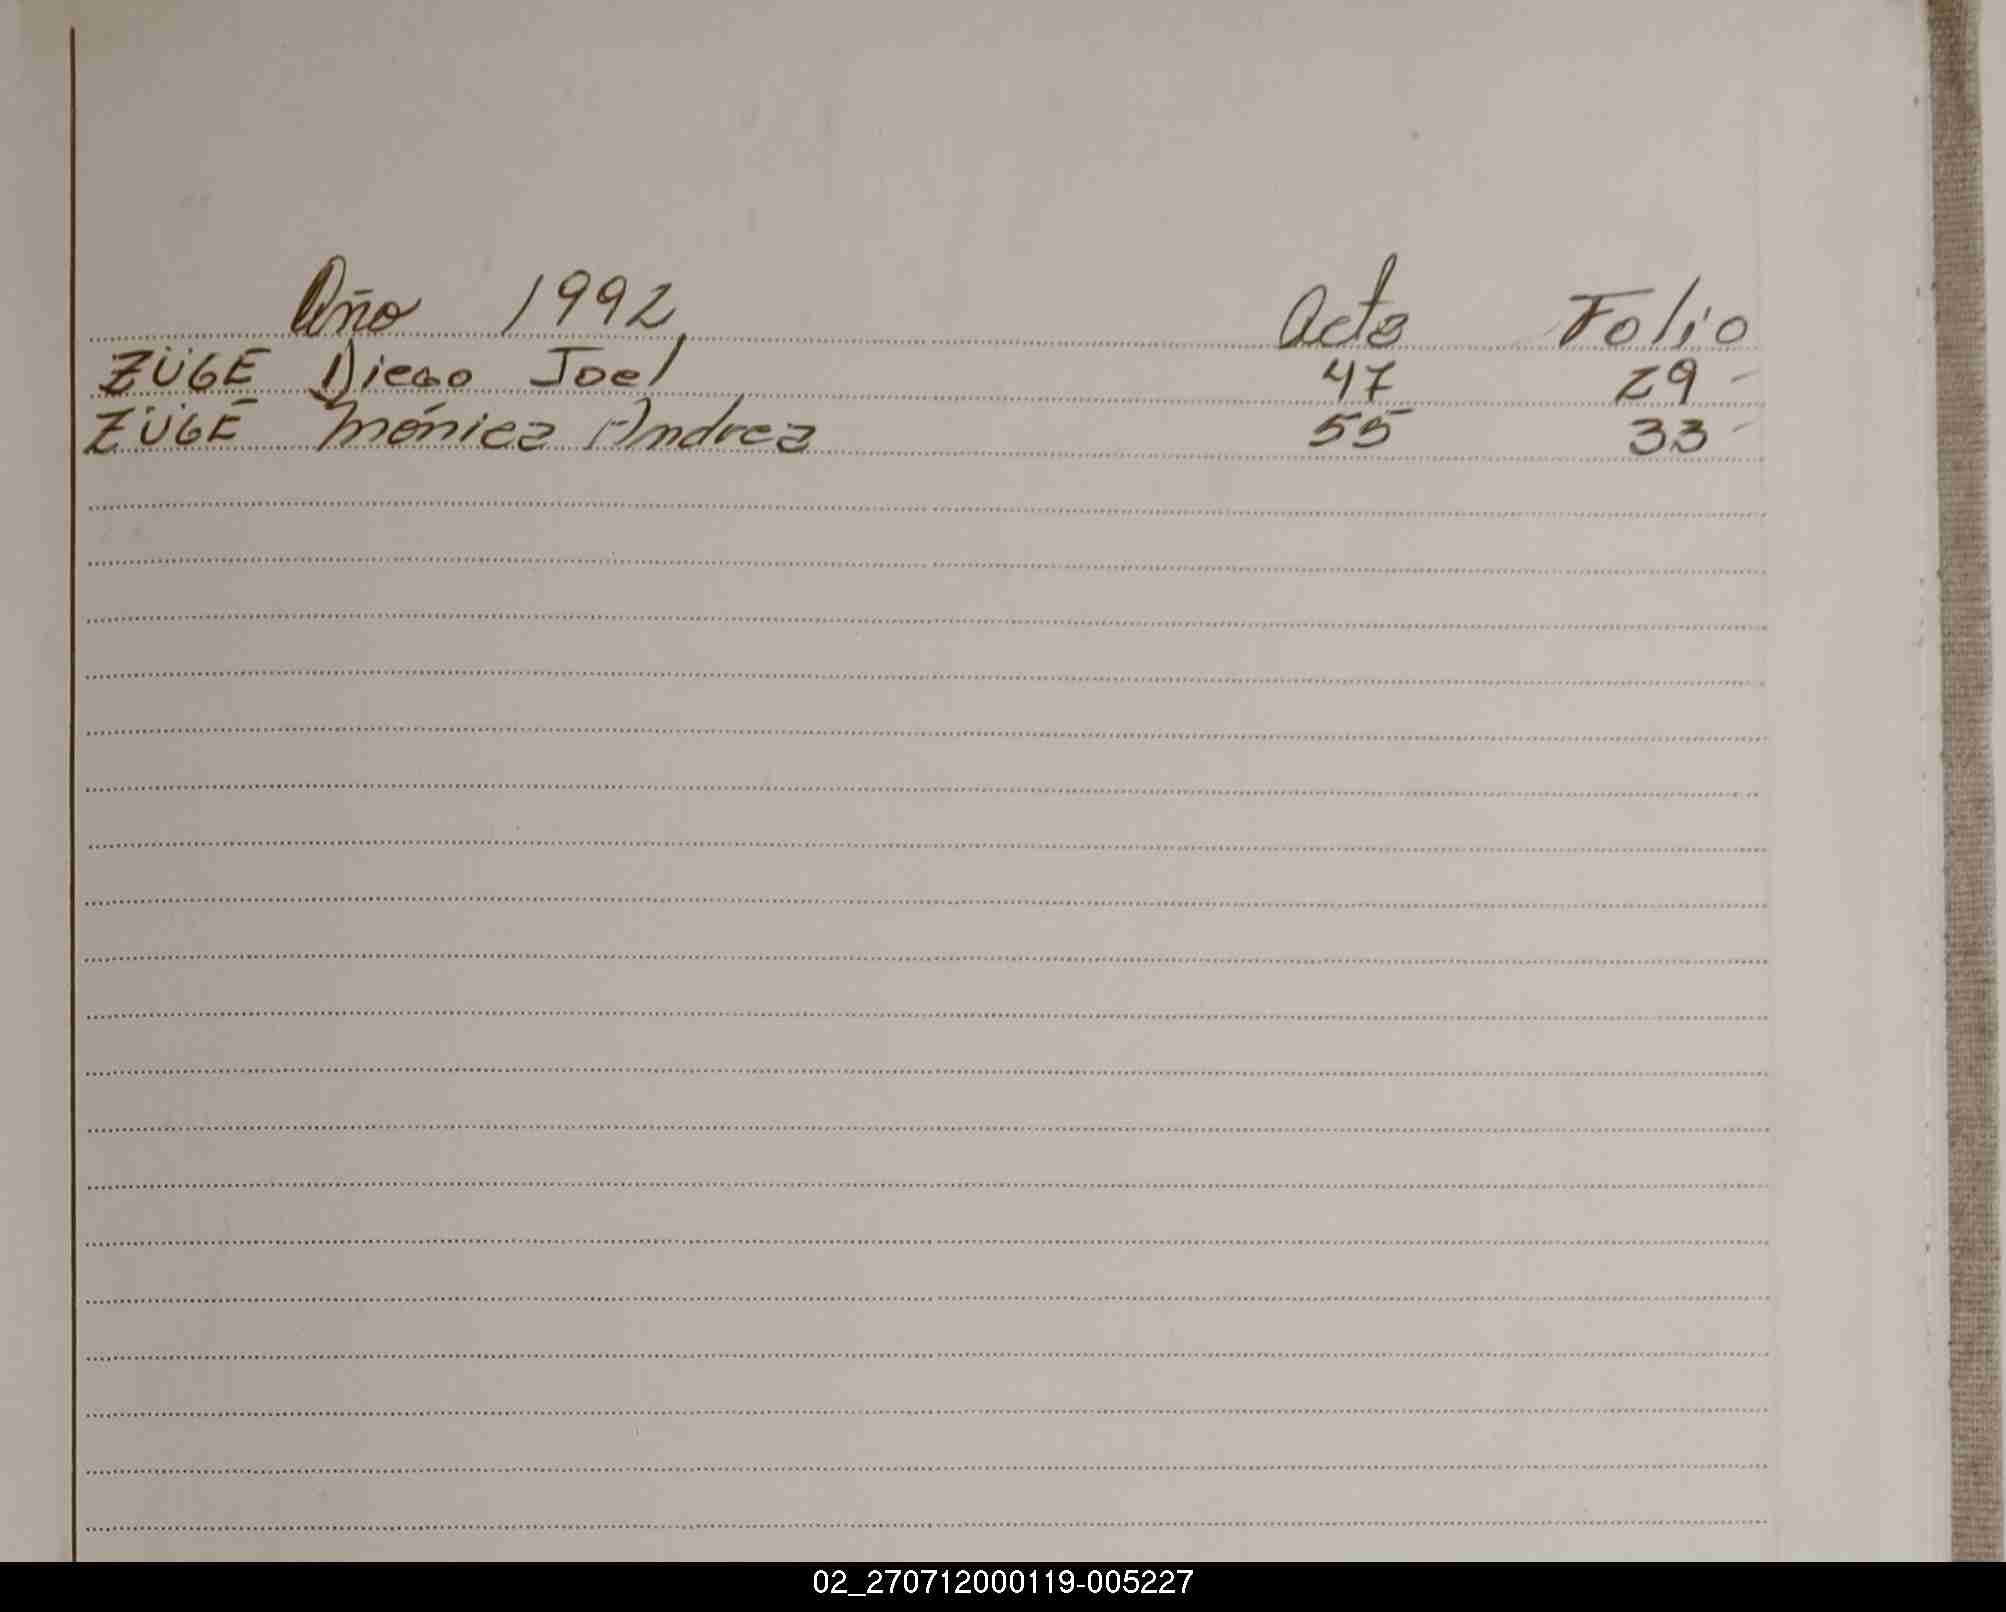 Año 1992 Acta Folio
ZÜGE Diego Joel 47 29 -
ZÜGE Mónica Andrea 55 33 -
02_270712000119-005227